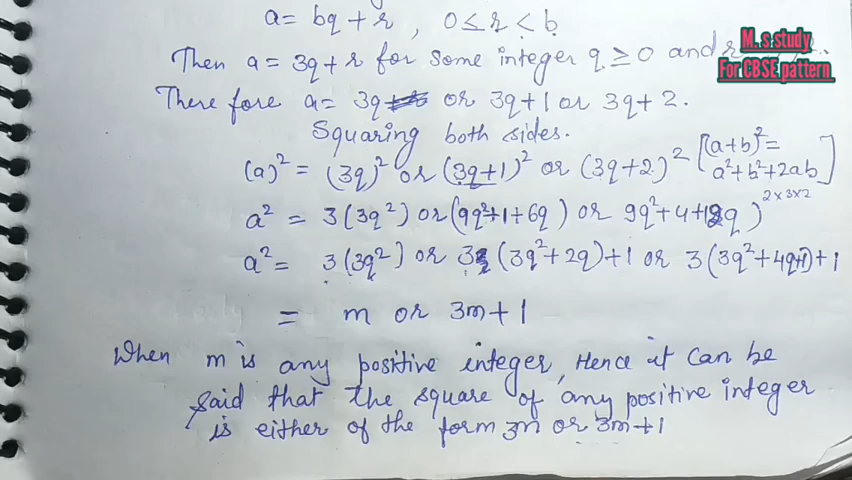 a = bq + r , 0 ≤ r < b
M. s study
For CBSE pattern
Then a = 3q + r for some integer q ≥ 0 and r
There fore a = 3q or 3q+1 or 3q+2.
Squaring both sides.
(a)² = (3q)² or (3q+1)² or (3q+2)² [(a+b)² = a²+b²+2ab]
a² = 3(3q²) or (9q²+1+6q) or 9q²+4+12q) 2×3×2
a² = 3(3q²) or 3 (3q²+2q)+1 or 3(3q²+4q+1)+1
= m or 3m+1
When m is any positive integer, Hence it can be
said that the square of any positive integer
is either of the form 3m or 3m+1